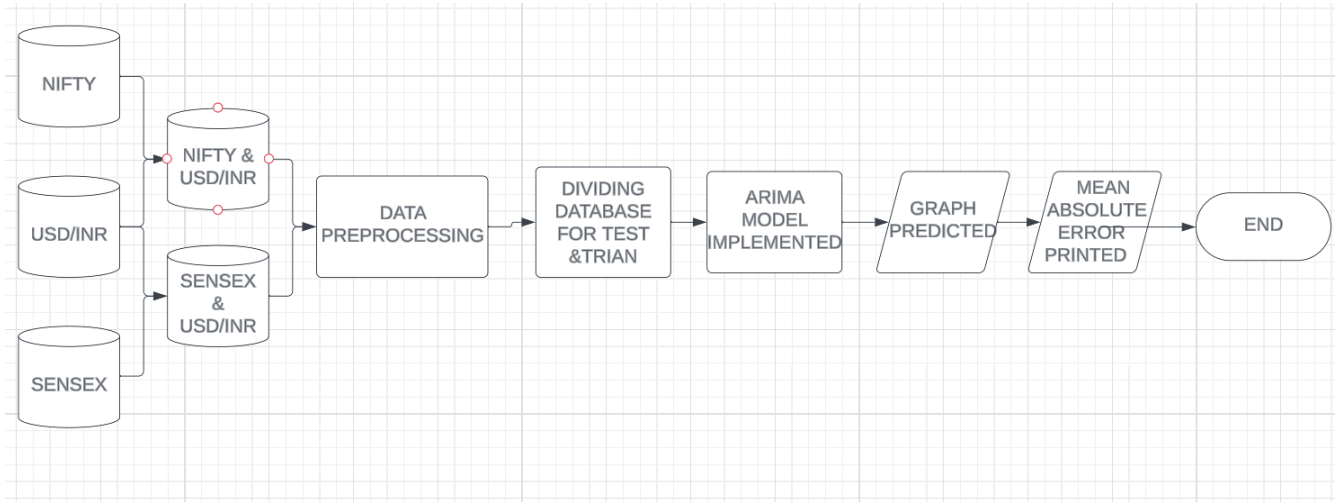 NIFTY
USD/INR
SENSEX
NIFTY &
USD/INR
SENSEX
&
USD/INR
DATA
PREPROCESSING
DIVIDING
DATABASE
FOR TEST
&TRIAN
ARIMA
MODEL
IMPLEMENTED
GRAPH
PREDICTED
MEAN
ABSOLUTE
ERROR
PRINTED
END